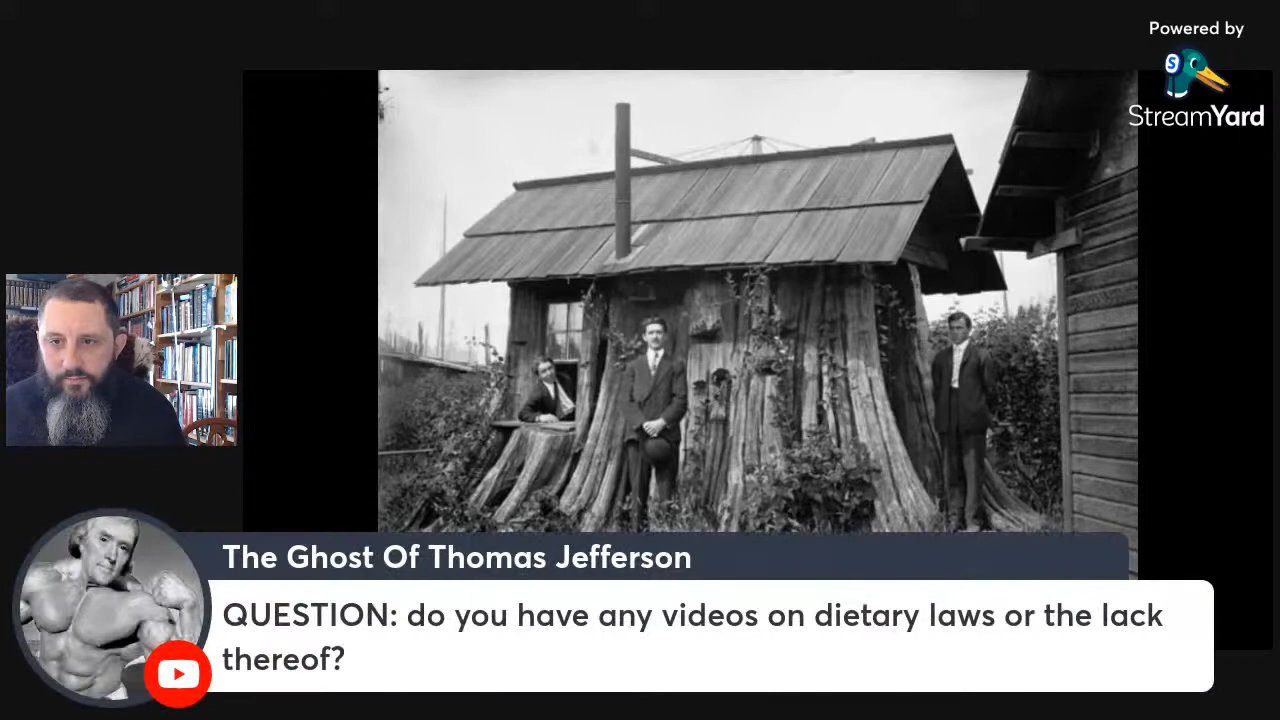 Powered by
StreamYard
The Ghost Of Thomas Jefferson
QUESTION: do you have any videos on dietary laws or the lack
thereof?